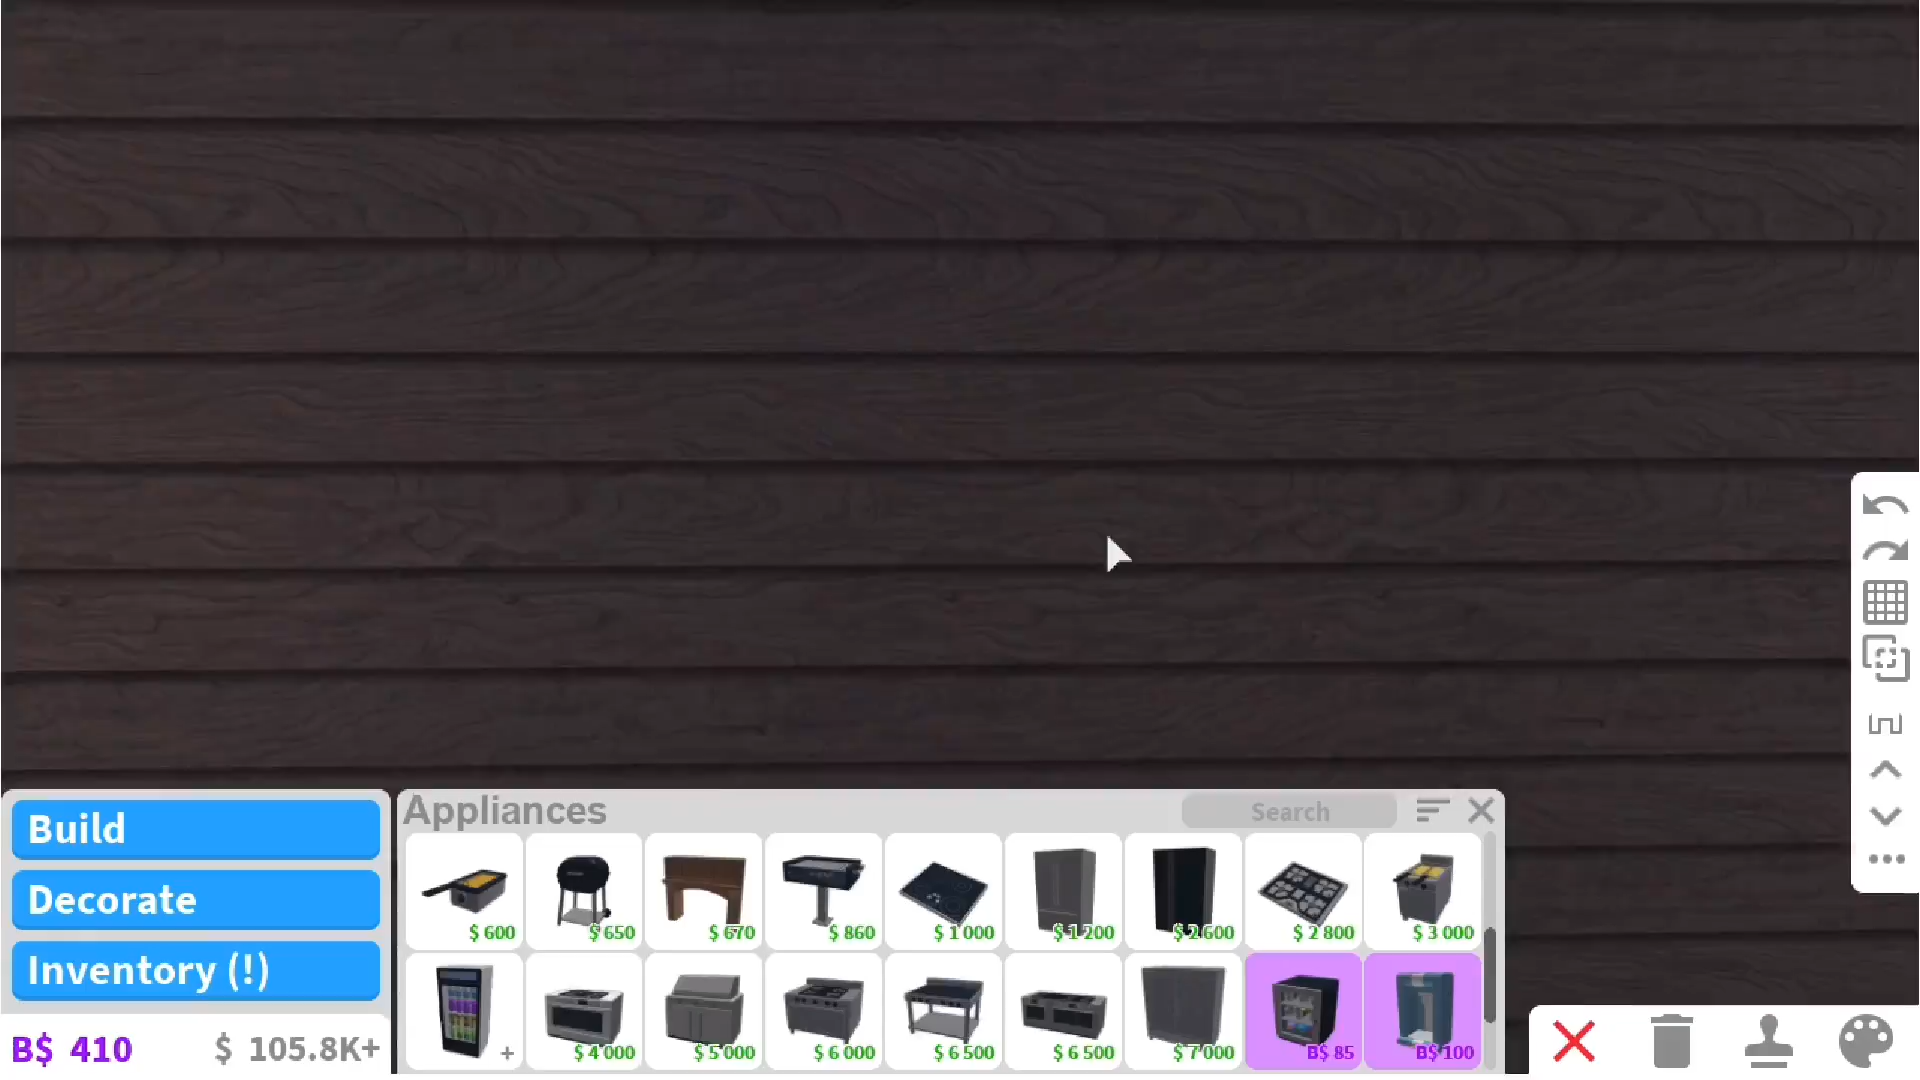 Build
Decorate
Inventory (!)
B$ 410 $ 105.8K+
Appliances Search
$ 600 $ 650 $ 670 $ 860 $ 1 000 $ 1 200 $ 2 600 $ 2 800 $ 3 000
+ $ 4 000 $ 5 000 $ 6 000 $ 6 500 $ 6 500 $ 7 000 B$ 85 B$ 100